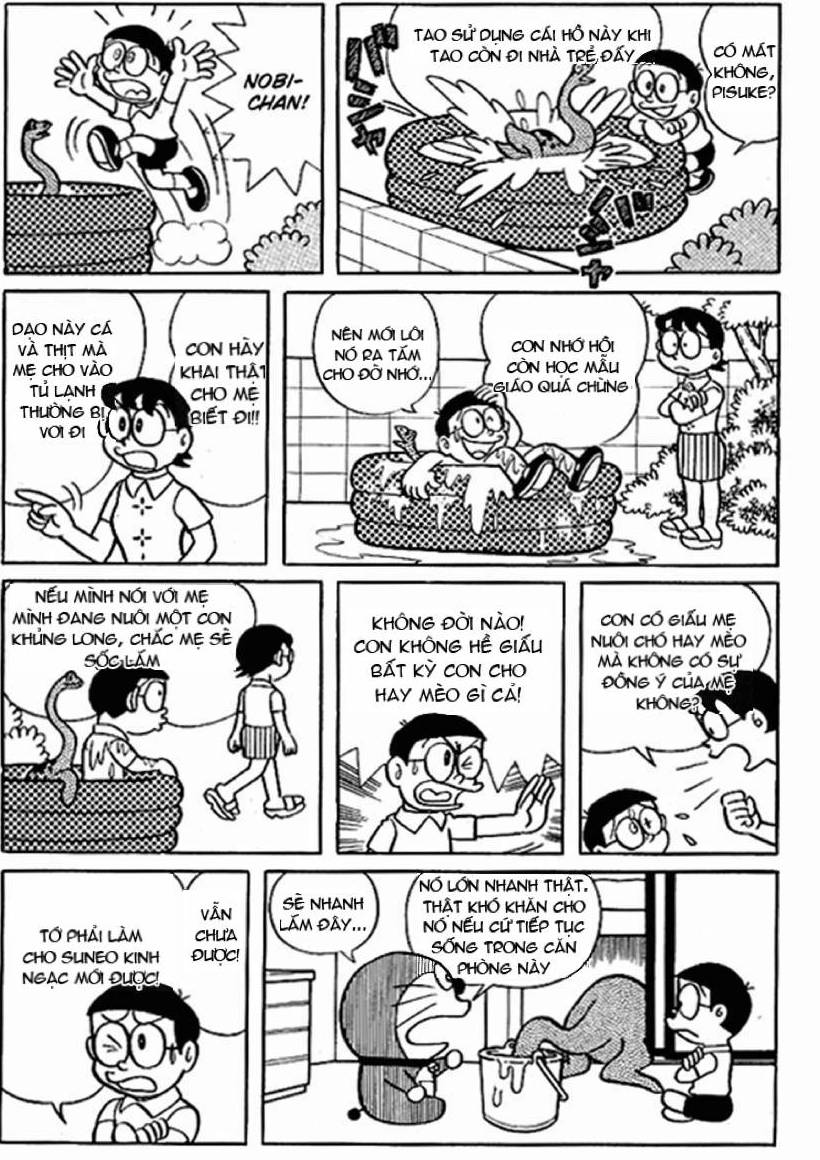 CÓ MÁT
KHÔNG,
PISUKE?
TAO SỬ DỤNG CÁI HỒ NÀY KHI
TAO CÒN ĐI NHÀ TRẺ ĐẤY
NOBI-
CHAN!
CON NHỚ HỒI
CÒN HỌC MẪU
GIÁO QUÁ CHỪNG
NÊN MỚI LÔI
NÓ RA TẮM
CHO ĐỠ NHỚ...
CON HÃY
KHAI THẬT
CHO MẸ
BIẾT ĐI!!
DẠO NÀY CÁ
VÀ THỊT MÀ
MẸ CHO VÀO
TỦ LẠNH
THƯỜNG BỊ
VƠI ĐI
CON CÓ GIẤU MẸ
NUÔI CHÓ HAY MÈO
MÀ KHÔNG CÓ SỰ
ĐỒNG Ý CỦA MẸ
KHÔNG?
KHÔNG ĐỜI NÀO!
CON KHÔNG HỀ GIẤU
BẤT KỲ CON CHO
HAY MÈO GÌ CẢ!
NẾU MÌNH NÓI VỚI MẸ
MÌNH ĐANG NUÔI MỘT CON
KHỦNG LONG, CHẮC MẸ SẼ
SỐC LẮM
NÓ LỚN NHANH THẬT.
THẬT KHÓ KHĂN CHO
NÓ NẾU CỨ TIẾP TỤC
SỐNG TRONG CĂN
PHÒNG NÀY
SẼ NHANH
LẮM ĐÂY...
VẪN
CHƯA
ĐƯỢC!
TỚ PHẢI LÀM
CHO SUNEO KINH
NGẠC MỚI ĐƯỢC!